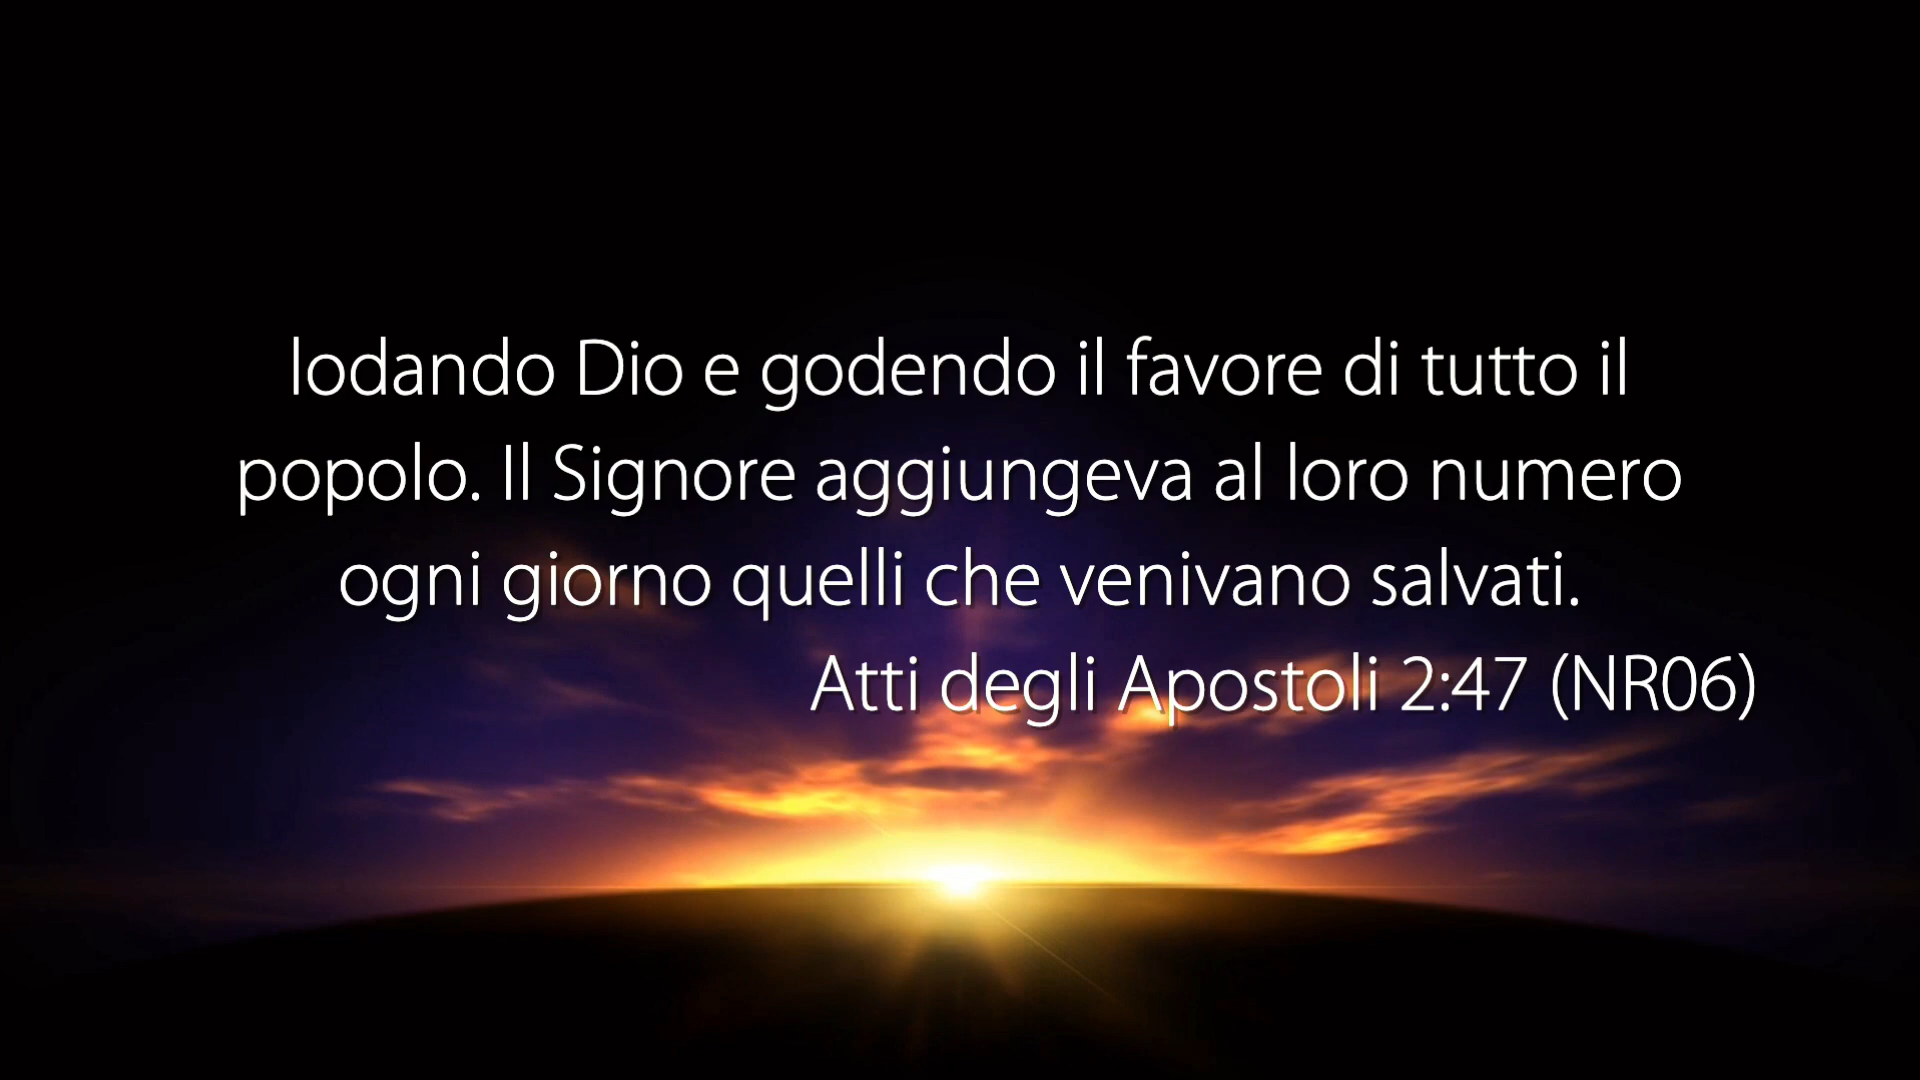 lodando Dio e godendo il favore di tutto il
popolo. Il Signore aggiungeva al loro numero
ogni giorno quelli che venivano salvati.
Atti degli Apostoli 2:47 (NR06)